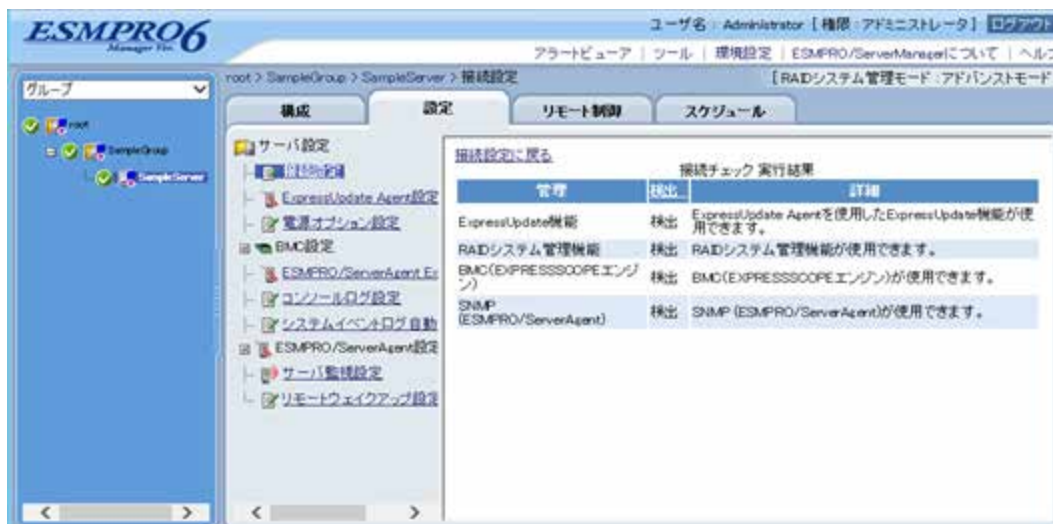 ESMPRO6
Manager Ver.
ユーザ名 : Administrator [ 権限 : アドミニストレータ ] ログアウト
アラートビューア | ツール | 環境設定 | ESMPRO/ServerManagerについて | ヘルプ
グループ
root
SampleGroup
SampleServer
root > SampleGroup > SampleServer > 接続設定
[ RAIDシステム管理モード : アドバンストモード
構成
設定
リモート制御
スケジュール
サーバ設定
接続設定
ExpressUpdate Agent設定
電源オプション設定
BMC設定
ESMPRO/ServerAgent Ex
コンソールログ設定
システムイベントログ自動
ESMPRO/ServerAgent設定
サーバ監視設定
リモートウェイクアップ設定
接続設定に戻る
接続チェック 実行結果
管理 検出 詳細
ExpressUpdate機能 検出 ExpressUpdate Agentを使用したExpressUpdate機能が使
用できます。
RAIDシステム管理機能 検出 RAIDシステム管理機能が使用できます。
BMC(EXPRESSSCOPEエンジ
ン) 検出 BMC(EXPRESSSCOPEエンジン)が使用できます。
SNMP
(ESMPRO/ServerAgent) 検出 SNMP (ESMPRO/ServerAgent)が使用できます。